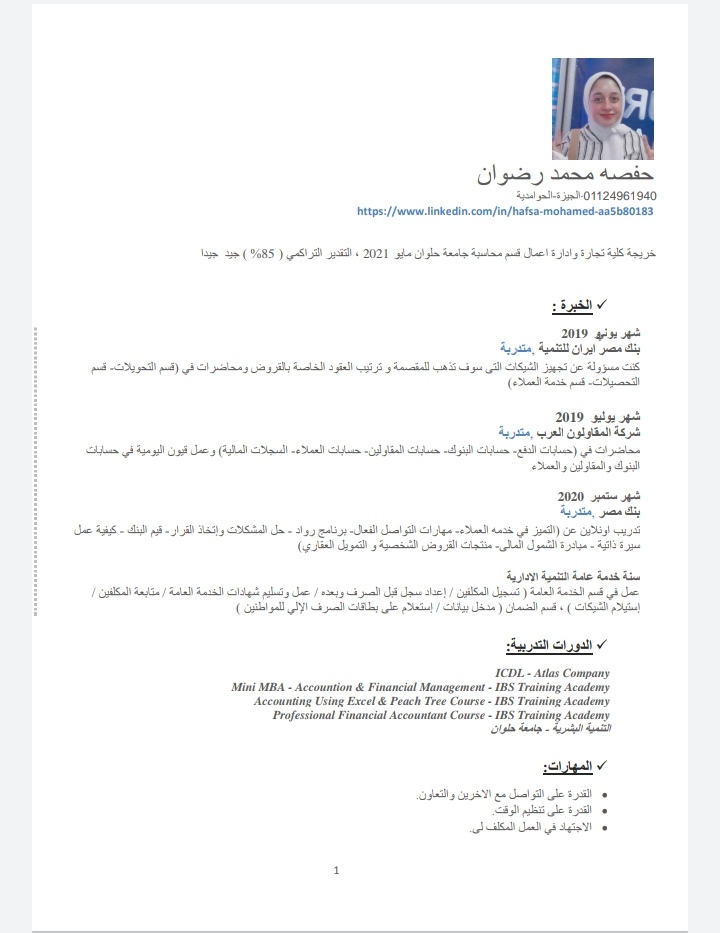 حفصه محمد رضوان
01124961940-الجيزة-الحوامدية
https://www.linkedin.com/in/hafsa-mohamed-aa5b80183
خريجة كلية تجارة وادارة اعمال قسم محاسبة جامعة حلوان مايو 2021 ، التقدير التراكمي ( 85% ) جيد جيدا
✓ الخبرة :
شهر يونيو 2019
بنك مصر ايران للتنمية ,متدربة
كنت مسؤولة عن تجهيز الشيكات التى سوف تذهب للمقصمة و ترتيب العقود الخاصة بالقروض ومحاضرات في (قسم التحويلات- قسم
التحصيلات- قسم خدمة العملاء)
شهر يوليو 2019
شركة المقاولون العرب ,متدربة
محاضرات في (حسابات الدفع- حسابات البنوك- حسابات المقاولين- حسابات العملاء- السجلات المالية) وعمل قيون اليومية في حسابات
البنوك والمقاولين والعملاء
شهر ستمبر 2020
بنك مصر ,متدربة
تدريب اونلاين عن (التميز في خدمه العملاء- مهارات التواصل الفعال- برنامج رواد - حل المشكلات وإتخاذ القرار- قيم البنك - كيفية عمل
سيرة ذاتية - مبادرة الشمول المالى- منتجات القروض الشخصية و التمويل العقاري)
سنة خدمة عامة التنمية الادارية
عمل في قسم الخدمة العامة ( تسجيل المكلفين / إعداد سجل قبل الصرف وبعده / عمل وتسليم شهادات الخدمة العامة / متابعة المكلفين /
إستيلام الشيكات ) ، قسم الضمان ( مدخل بيانات / إستعلام على بطاقات الصرف الإلي للمواطنين )
✓ الدورات التدربية:
ICDL - Atlas Company
Mini MBA - Accountion & Financial Management - IBS Training Academy
Accounting Using Excel & Peach Tree Course - IBS Training Academy
Professional Financial Accountant Course - IBS Training Academy
التنمية البشرية - جامعة حلوان
✓ المهارات:
• القدرة على التواصل مع الاخرين والتعاون.
• القدرة على تنظيم الوقت.
• الاجتهاد في العمل المكلف لى.
1